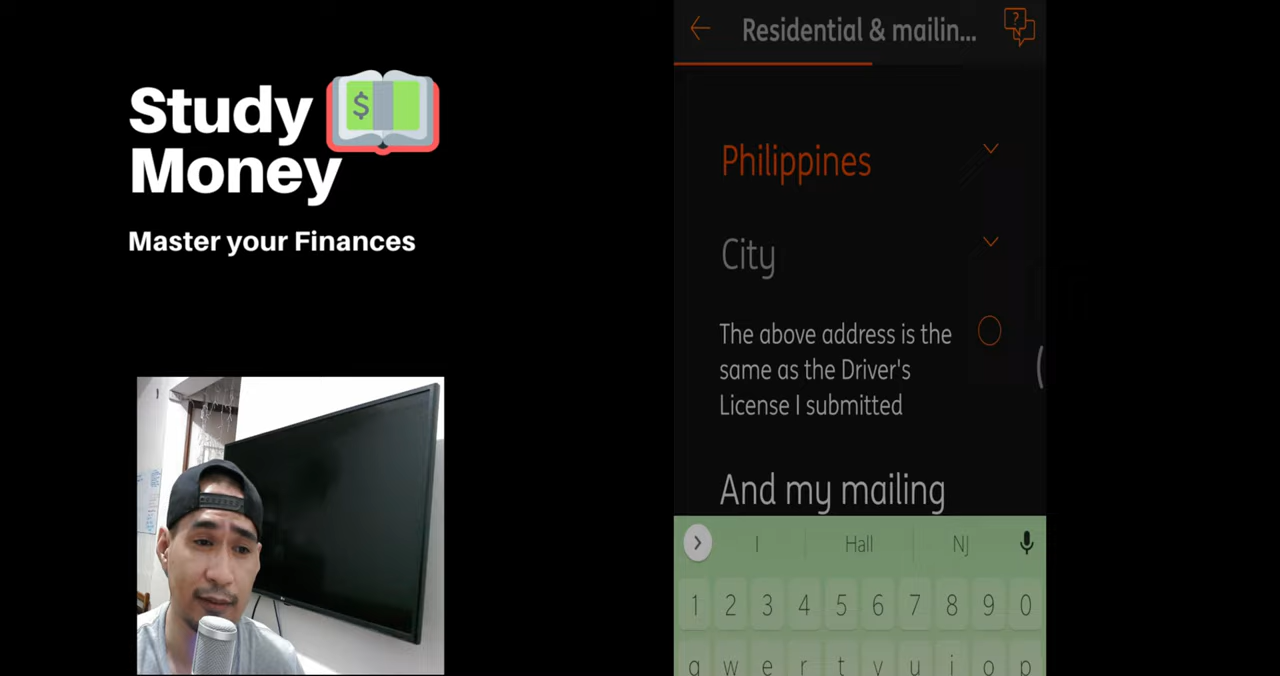 Study
Money
Master your Finances
Residential & mailin...
Philippines
City
The above address is the
same as the Driver's
License I submitted
And my mailing
I Hall Nj
1 2 3 4 5 6 7 8 9 0
q w e r t y u i o p